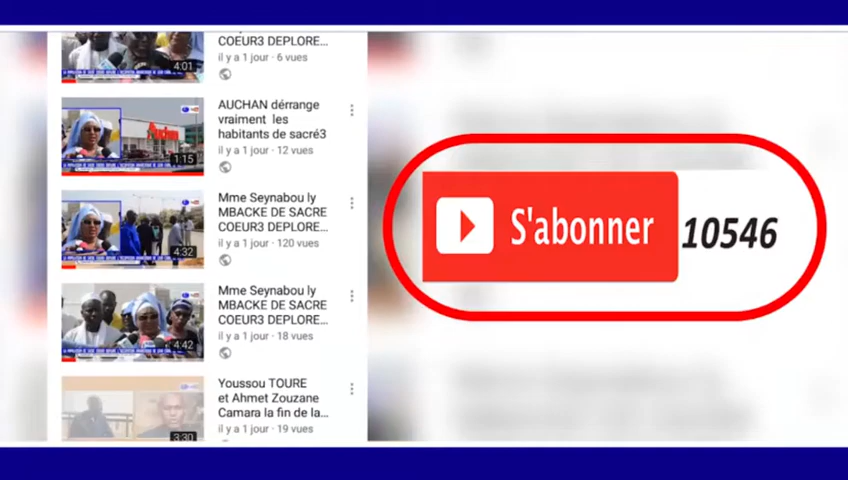 COEUR3 DEPLORE...
il y a 1 jour · 6 vues
4:01
AUCHAN dérrange
vraiment les
habitants de sacré3
il y a 1 jour · 12 vues
Auchan
1:15
Mme Seynabou ly
MBACKE DE SACRE
COEUR3 DEPLORE...
il y a 1 jour · 120 vues
4:32
Mme Seynabou ly
MBACKE DE SACRE
COEUR3 DEPLORE...
il y a 1 jour · 18 vues
4:42
Youssou TOURE
et Ahmet Zouzane
Camara la fin de la...
il y a 1 jour · 19 vues
3:30
S'abonner 10546